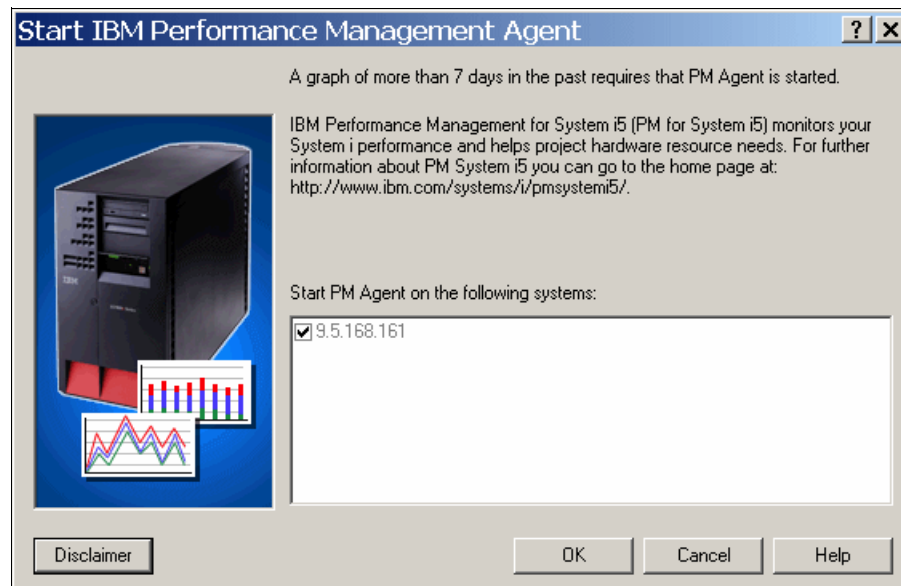 Start IBM Performance Management Agent
A graph of more than 7 days in the past requires that PM Agent is started.
IBM Performance Management for System i5 (PM for System i5) monitors your
System i performance and helps project hardware resource needs. For further
information about PM System i5 you can go to the home page at:
http://www.ibm.com/systems/i/pmsystemi5/.
IBM
Start PM Agent on the following systems:
9.5.168.161
Disclaimer
OK
Cancel
Help